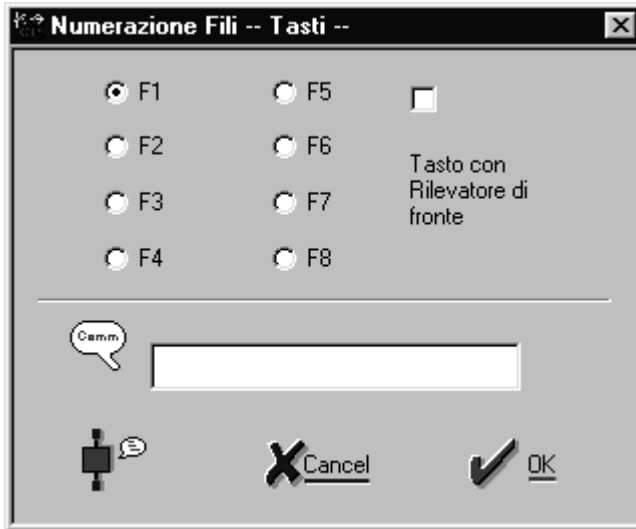 Numerazione Fili -- Tasti --
F1
F5
F2
F6
F3
F7
F4
F8
Tasto con
Rilevatore di
fronte
Comm
Cancel
OK